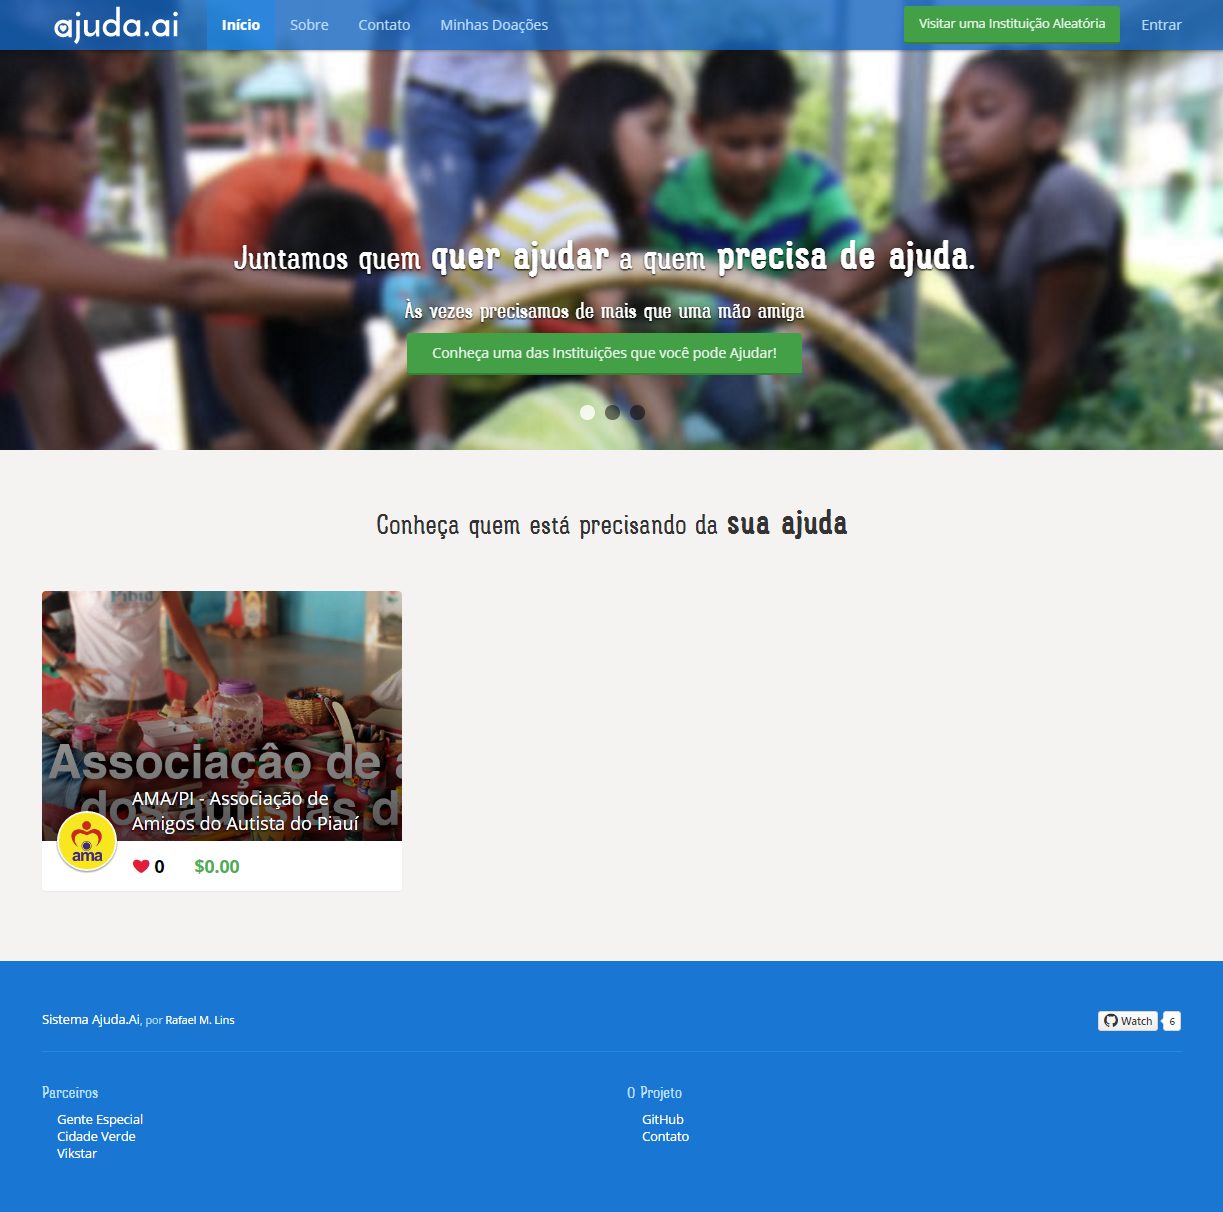 ajuda.ai
Início
Sobre
Contato
Minhas Doações
Visitar uma Instituição Aleatória
Entrar
Juntamos quem quer ajudar a quem precisa de ajuda.
Às vezes precisamos de mais que uma mão amiga
Conheça uma das Instituições que você pode Ajudar!
Conheça quem está precisando da sua ajuda
Pibid
Associação de
dos autistas d
AMA/PI - Associação de
Amigos do Autista do Piauí
ama
0
$0.00
Sistema Ajuda.Ai, por Rafael M. Lins
Watch
6
Parceiros
Gente Especial
Cidade Verde
Vikstar
O Projeto
GitHub
Contato